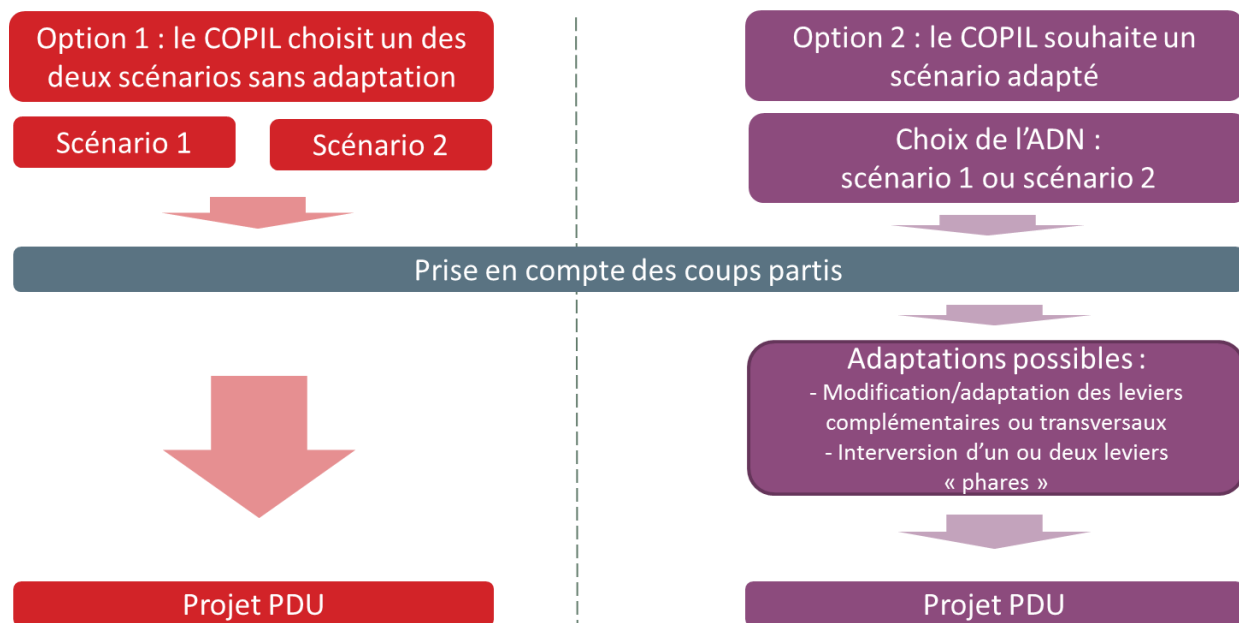 Option 1 : le COPIL choisit un des
deux scénarios sans adaptation
Scénario 1
Scénario 2
Option 2 : le COPIL souhaite un
scénario adapté
Choix de l’ADN :
scénario 1 ou scénario 2
Prise en compte des coups partis
Adaptations possibles :
- Modification/adaptation des leviers
complémentaires ou transversaux
- Interversion d’un ou deux leviers
« phares »
Projet PDU
Projet PDU